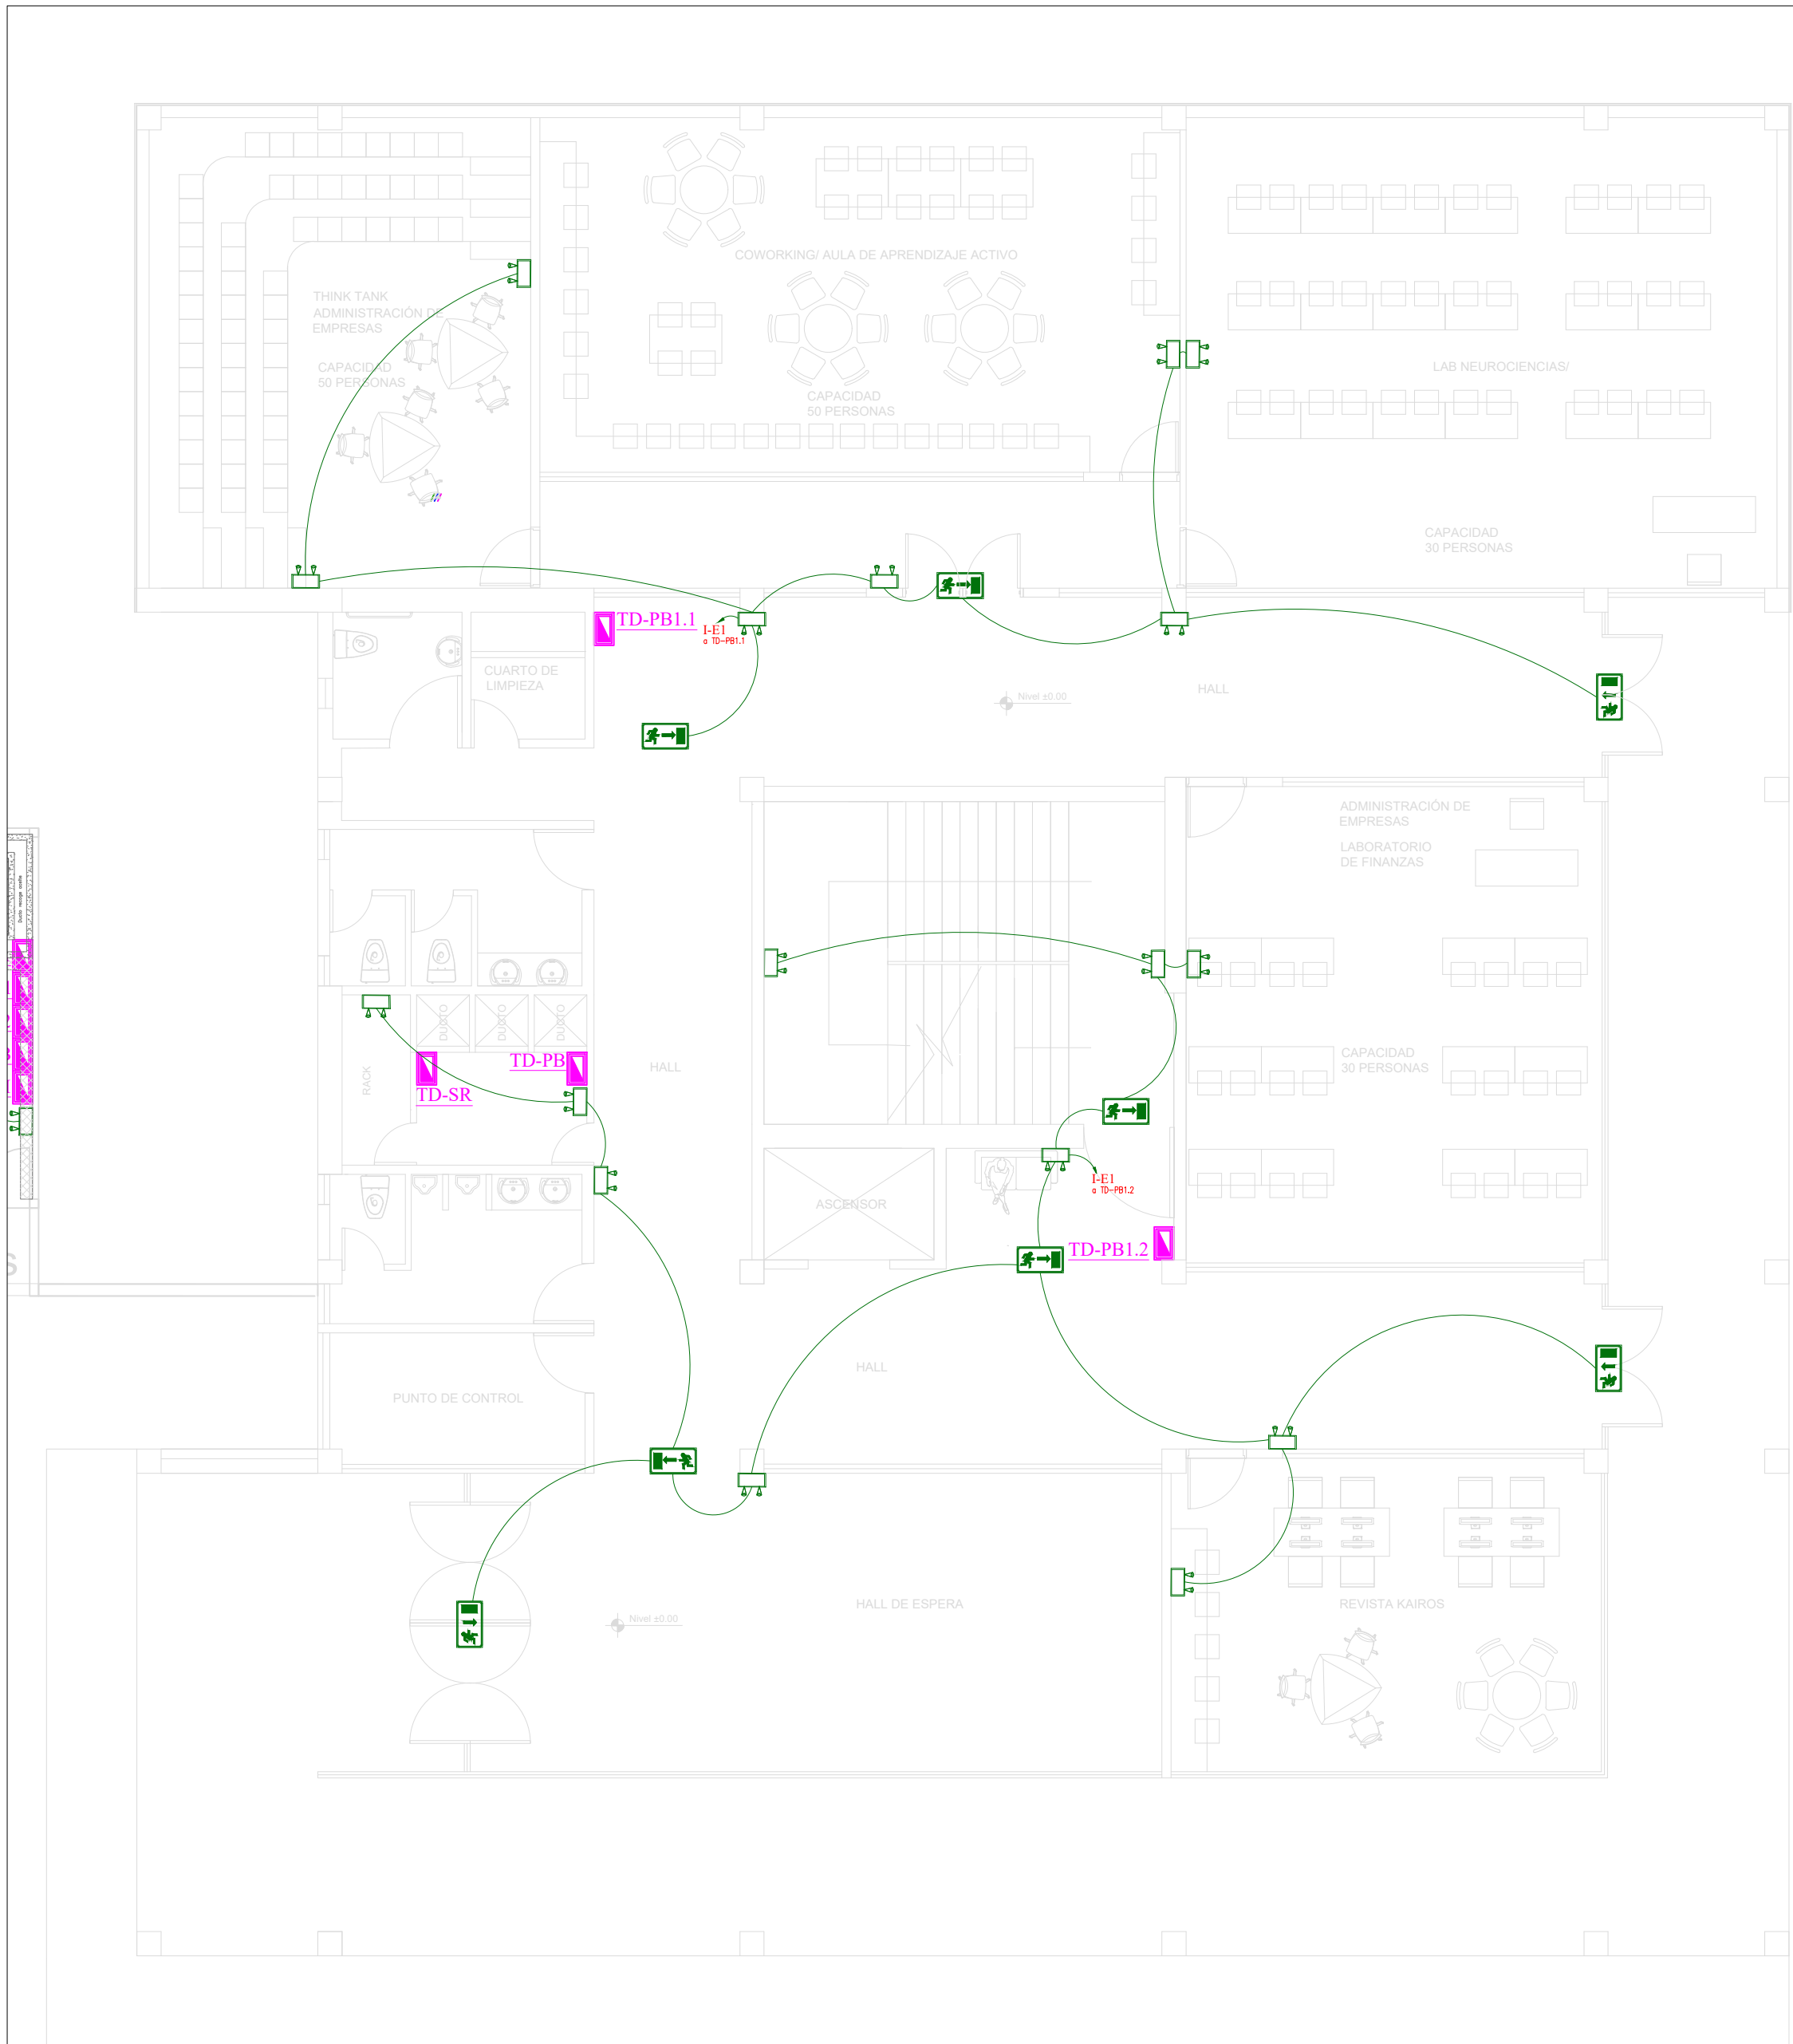 COWORKING/ AULA DE APRENDIZAJE ACTIVO
THINK TANK
ADMINISTRACIÓN DE
EMPRESAS
CAPACIDAD
50 PERSONAS
CAPACIDAD
50 PERSONAS
LAB NEUROCIENCIAS/
CAPACIDAD
30 PERSONAS
TD-PB1.1
I-E1
a TD-PB1.1
CUARTO DE
LIMPIEZA
Nivel ±0.00
HALL
ADMINISTRACIÓN DE
EMPRESAS
LABORATORIO
DE FINANZAS
Ducto recoge aceite
DUCTO
DUCTO
DUCTO
RACK
TD-SR
TD-PB
HALL
CAPACIDAD
30 PERSONAS
I-E1
a TD-PB1.2
ASCENSOR
TD-PB1.2
S
HALL
PUNTO DE CONTROL
HALL DE ESPERA
Nivel ±0.00
REVISTA KAIROS